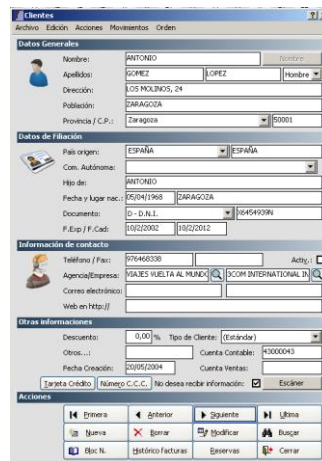 Clientes
Archivo Edición Acciones Movimientos Orden
Datos Generales
Nombre: ANTONIO Nombre
Apellidos: GOMEZ LOPEZ Hombre
Dirección: LOS MOLINOS, 24
Población: ZARAGOZA
Provincia / C.P.: Zaragoza 50001
Datos de Filiación
País origen: ESPAÑA ESPAÑA
Com. Autónoma:
Hijo de: ANTONIO
Fecha y lugar nac.: 05/04/1968 ZARAGOZA
Documento: D - D.N.I. X6454939N
F.Exp / F.Cad: 10/2/2002 10/2/2012
Información de contacto
Teléfono / Fax: 976468338 Activ.:
Agencia/Empresa: VIAJES VUELTA AL MUNDO 3COM INTERNATIONAL IN
Correo electrónico:
Web en http://
Otras informaciones
Descuento: 0,00 % Tipo de Cliente: (Estándar)
Otros...: Cuenta Contable: 43000043
Fecha Creación: 20/05/2004 Cuenta Ventas:
Tarjeta Crédito Número C.C.C. No desea recibir información: Escáner
Acciones
Primera Anterior Siguiente Ultima
Nueva Borrar Modificar Buscar
Bloc N. Histórico facturas Reservas Cerrar